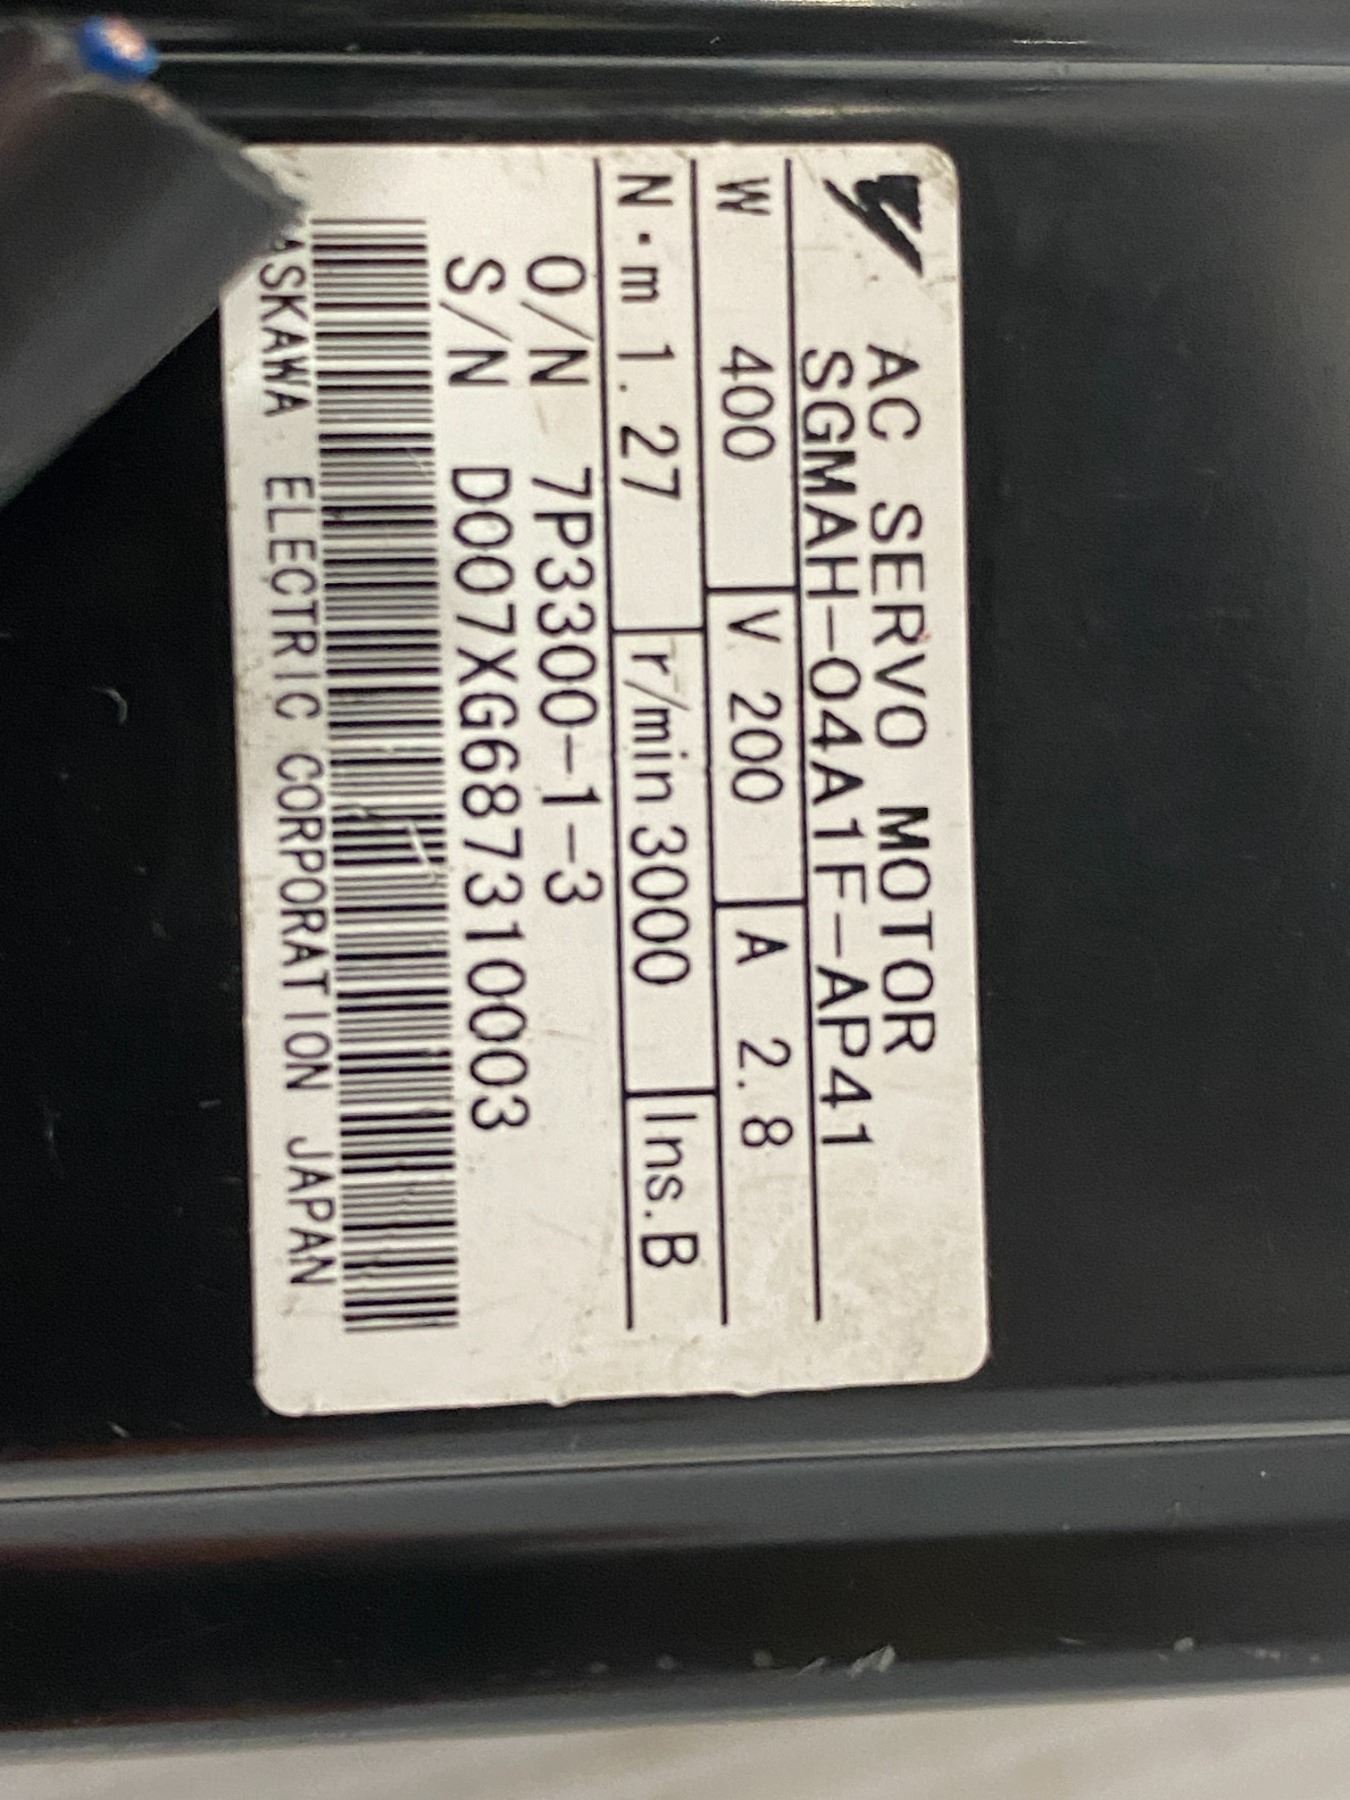 AC SERVO MOTOR
SGMAH-04A1F-AP41
W 400 V 200 A 2.8
N·m 1.27 r/min 3000 Ins.B
O/N 7P3300-1-3
S/N D007XG687310003
ASKAWA ELECTRIC CORPORATION JAPAN